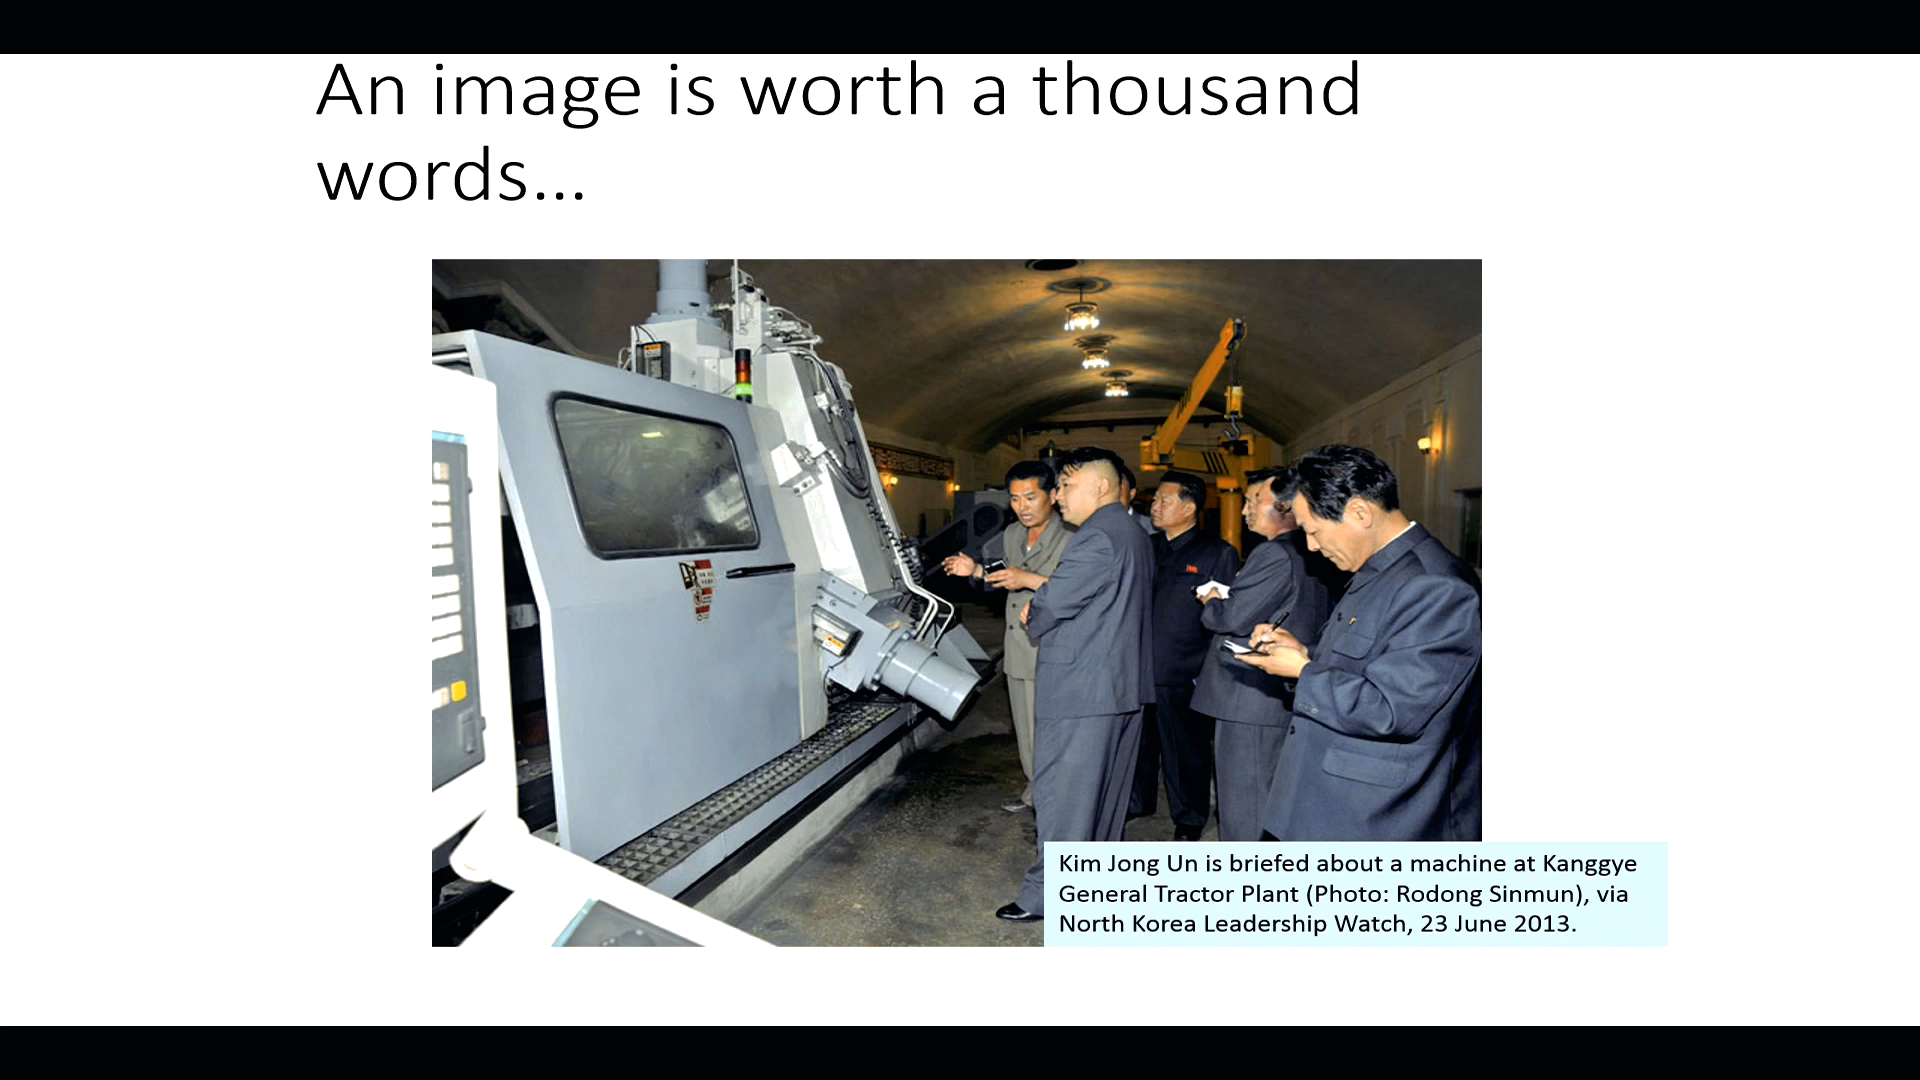 An image is worth a thousand
words...
Kim Jong Un is briefed about a machine at Kanggye
General Tractor Plant (Photo: Rodong Sinmun), via
North Korea Leadership Watch, 23 June 2013.